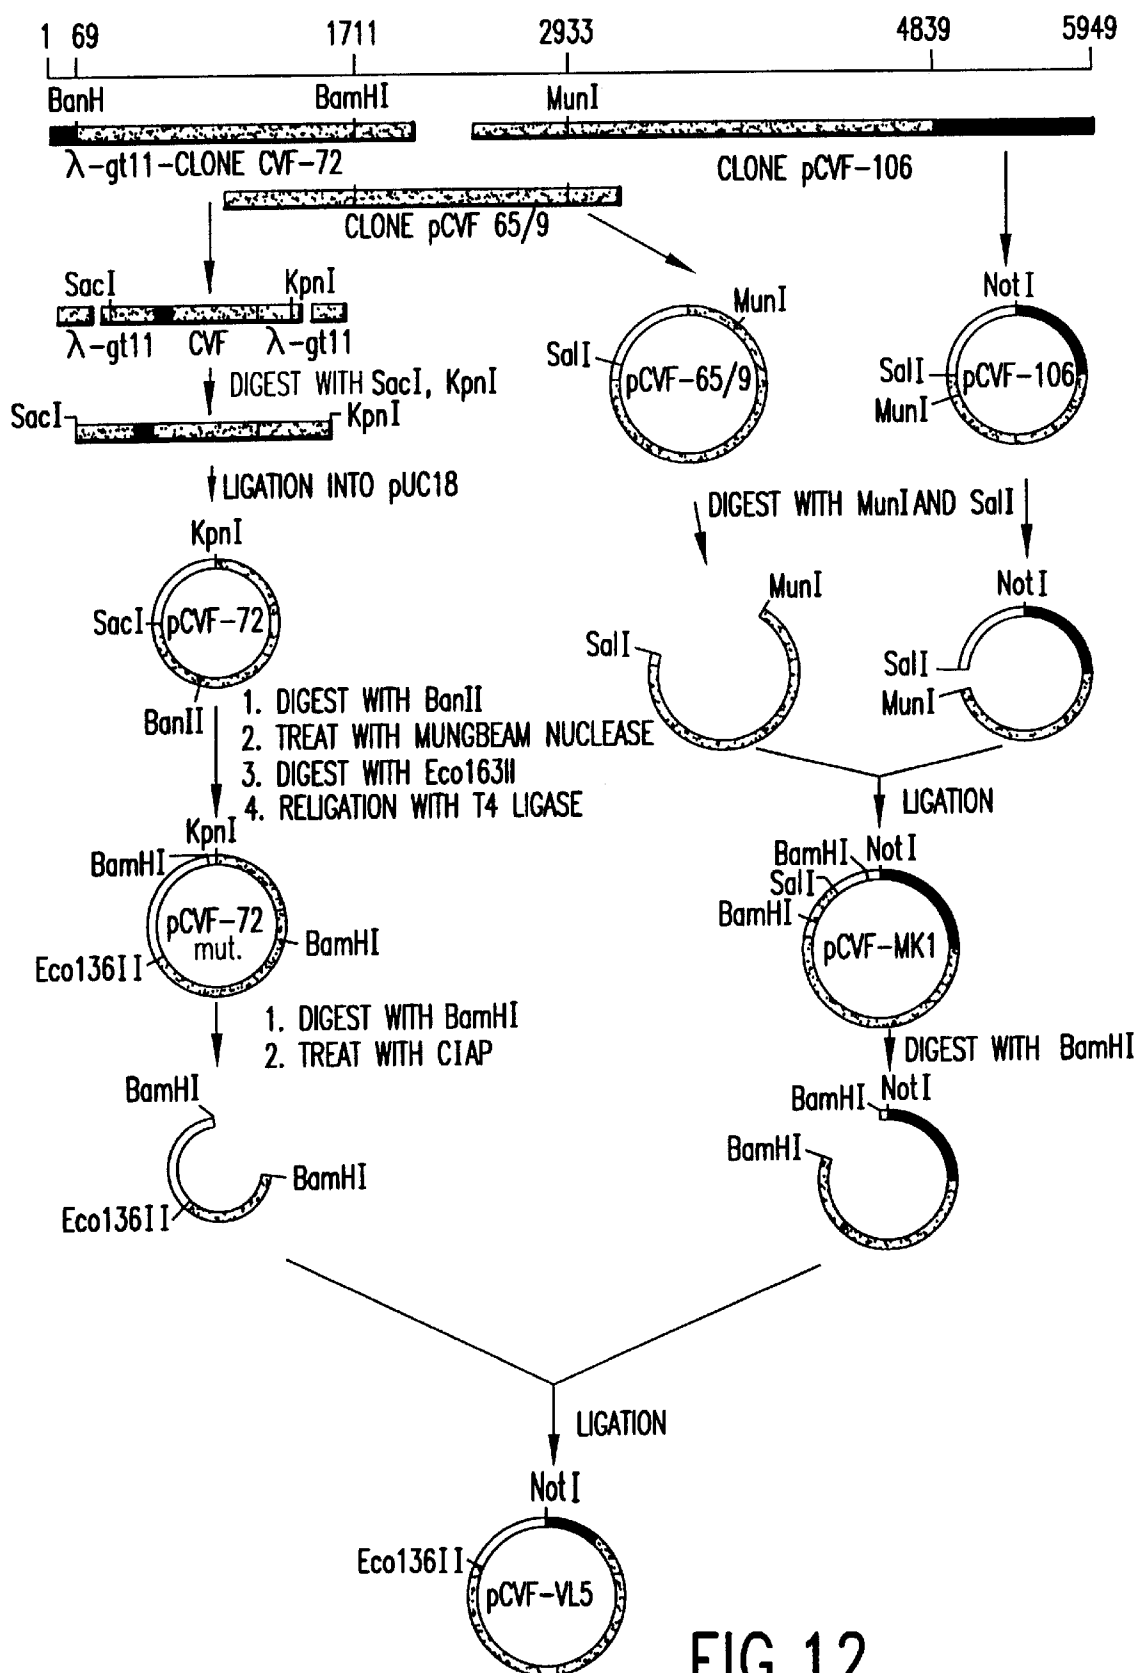 1 69 1711 2933 4839 5949
BanH BamHI MunI
λ-gt11-CLONE CVF-72
CLONE pCVF-106
CLONE pCVF 65/9
SacI KpnI
λ-gt11 CVF λ-gt11
DIGEST WITH SacI, KpnI
SacI KpnI
LIGATION INTO pUC18
MunI
SalI
pCVF-65/9
NotI
SalI
MunI
pCVF-106
DIGEST WITH MunI AND SalI
KpnI
SacI
pCVF-72
BanII
1. DIGEST WITH BanII
2. TREAT WITH MUNGBEAM NUCLEASE
3. DIGEST WITH Eco163II
4. RELIGATION WITH T4 LIGASE
MunI
SalI
NotI
SalI
MunI
LIGATION
KpnI
BamHI
pCVF-72
mut.
BamHI
Eco136II
1. DIGEST WITH BamHI
2. TREAT WITH CIAP
BamHI NotI
SalI
BamHI
pCVF-MK1
DIGEST WITH BamHI
BamHI
BamHI
Eco136II
NotI
BamHI
BamHI
LIGATION
NotI
Eco136II
pCVF-VL5
FIG.12